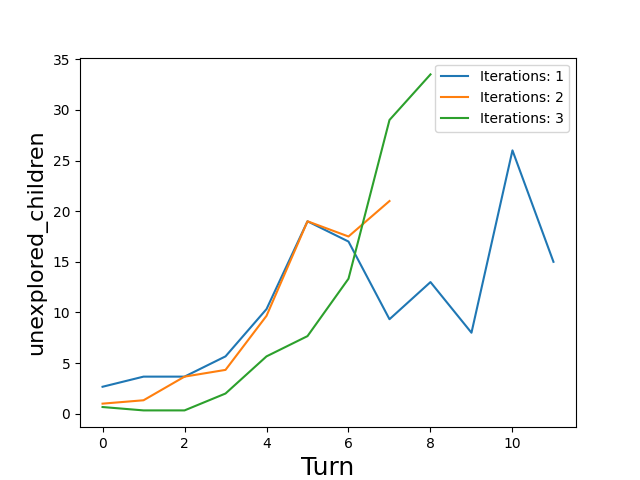 35
30
25
20
15
10
5
0
unexplored_children
Iterations: 1
Iterations: 2
Iterations: 3
0 2 4 6 8 10
Turn